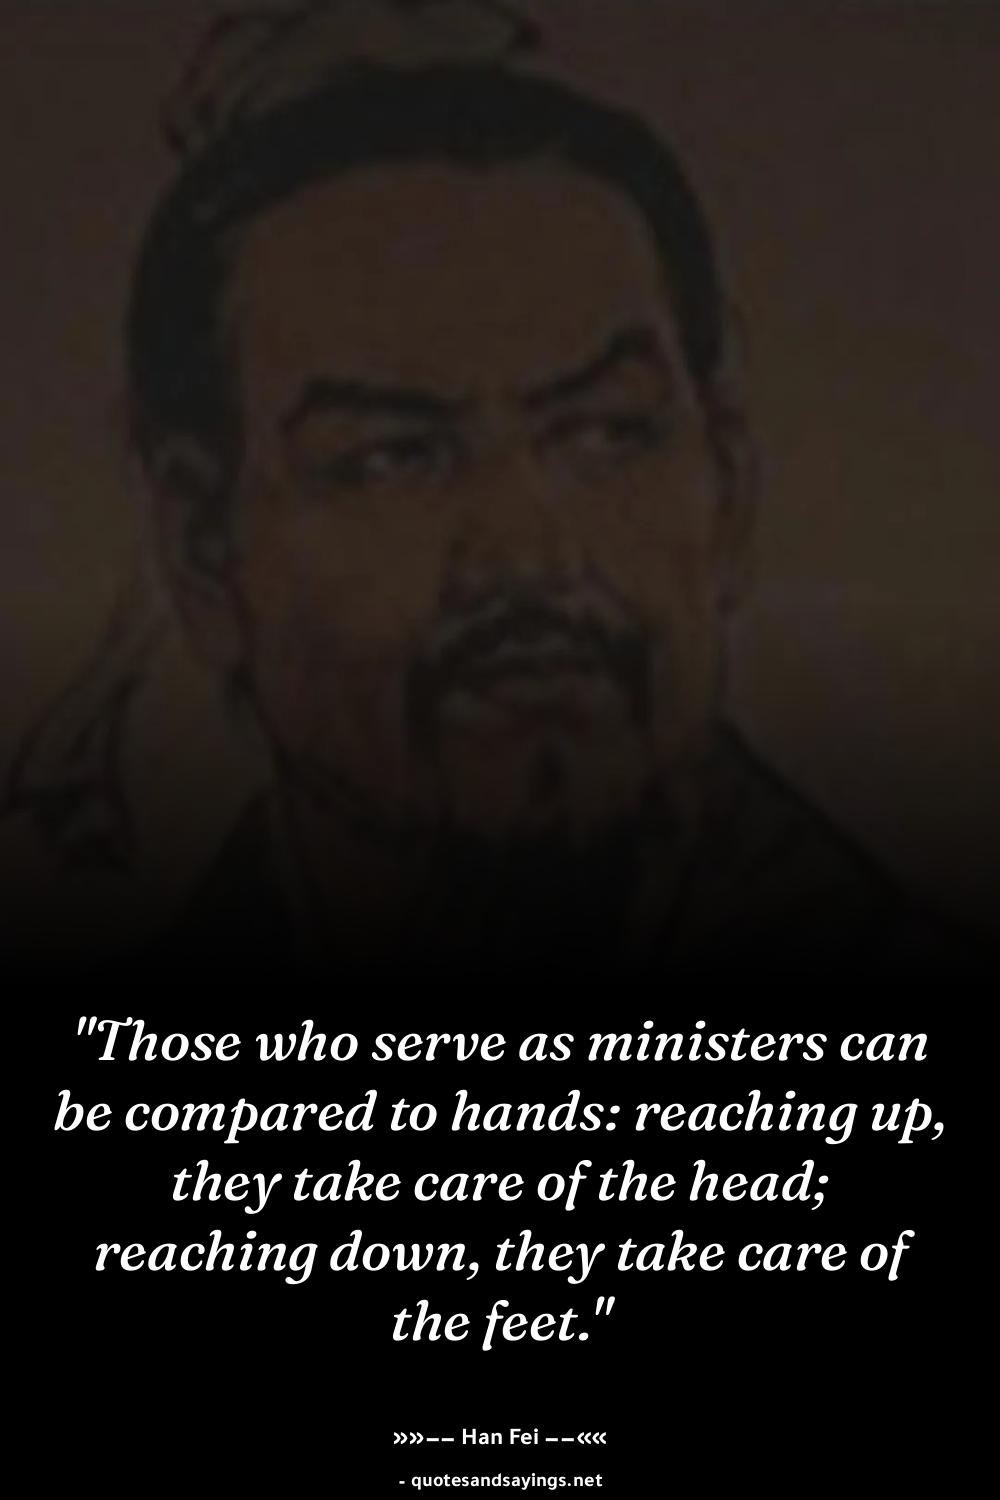 "Those who serve as ministers can
be compared to hands: reaching up,
they take care of the head;
reaching down, they take care of
the feet."
»»–– Han Fei ––««
- quotesandsayings.net